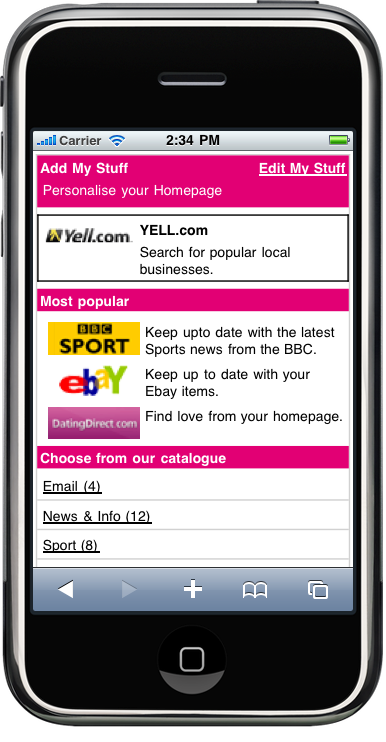 Carrier 2:34 PM
Add My Stuff Edit My Stuff
Personalise your Homepage
Yell.com YELL.com
Search for popular local
businesses.
Most popular
BBC
SPORT
Keep upto date with the latest
Sports news from the BBC.
ebaY
Keep up to date with your
Ebay items.
DatingDirect.com
Find love from your homepage.
Choose from our catalogue
Email (4)
News & Info (12)
Sport (8)